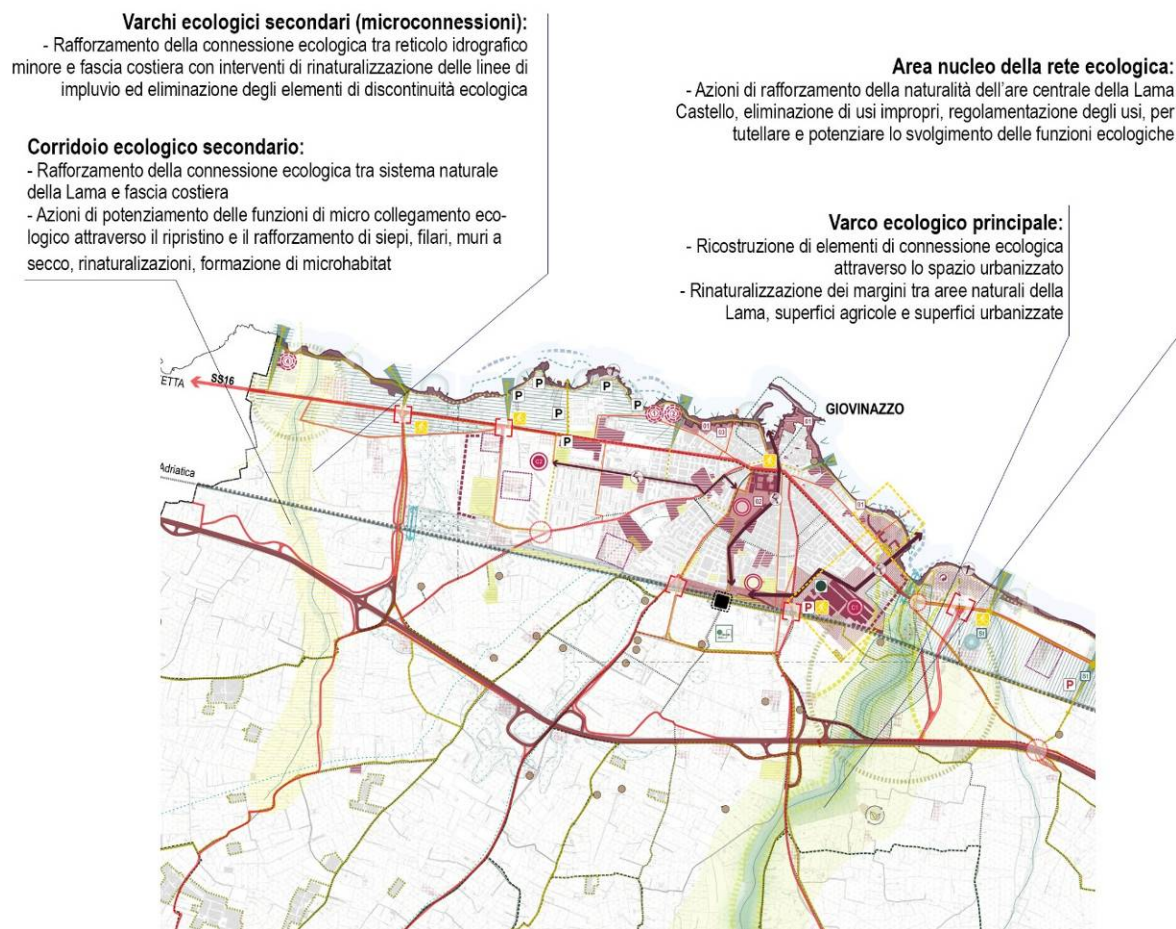 Varchi ecologici secondari (microconnessioni):
- Rafforzamento della connessione ecologica tra reticolo idrografico
minore e fascia costiera con interventi di rinaturalizzazione delle linee di
impluvio ed eliminazione degli elementi di discontinuità ecologica
Corridoio ecologico secondario:
- Rafforzamento della connessione ecologica tra sistema naturale
della Lama e fascia costiera
- Azioni di potenziamento delle funzioni di micro collegamento eco-
logico attraverso il ripristino e il rafforzamento di siepi, filari, muri a
secco, rinaturalizazioni, formazione di microhabitat
Area nucleo della rete ecologica:
- Azioni di rafforzamento della naturalità dell'are centrale della Lama
Castello, eliminazione di usi impropri, regolamentazione degli usi, per
tutellare e potenziare lo svolgimento delle funzioni ecologiche
Varco ecologico principale:
- Ricostruzione di elementi di connessione ecologica
attraverso lo spazio urbanizzato
- Rinaturalizzazione dei margini tra aree naturali della
Lama, superfici agricole e superfici urbanizzate
ETTA
SS16
P
P
P
P
P
P
P
GIOVINAZZO
Adriatica
P
P